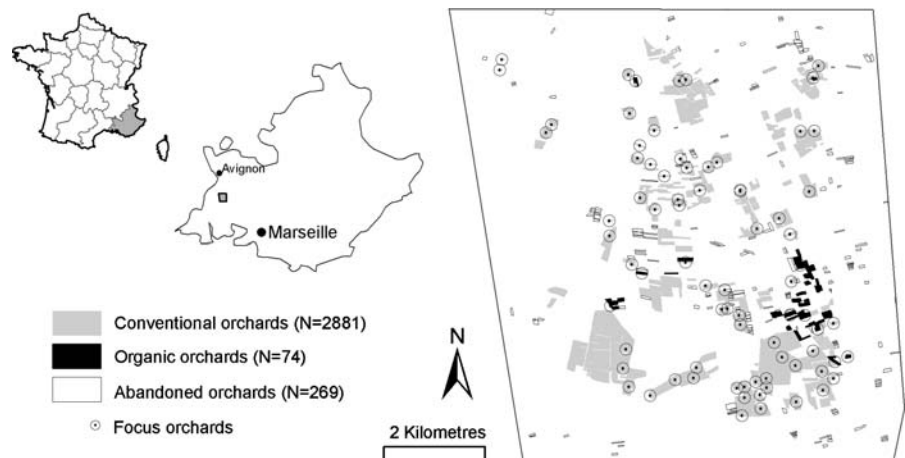 Avignon
Marseille
Conventional orchards (N=2881)
Organic orchards (N=74)
Abandoned orchards (N=269)
Focus orchards
N
2 Kilometres